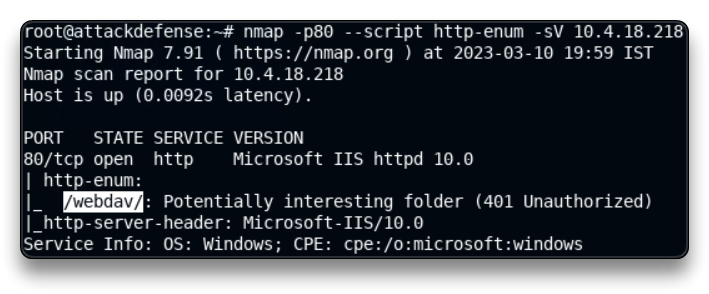 root@attackdefense:~# nmap -p80 --script http-enum -sV 10.4.18.218
Starting Nmap 7.91 ( https://nmap.org ) at 2023-03-10 19:59 IST
Nmap scan report for 10.4.18.218
Host is up (0.0092s latency).

PORT   STATE SERVICE VERSION
80/tcp open  http    Microsoft IIS httpd 10.0
| http-enum:
|_  /webdav/: Potentially interesting folder (401 Unauthorized)
|_http-server-header: Microsoft-IIS/10.0
Service Info: OS: Windows; CPE: cpe:/o:microsoft:windows